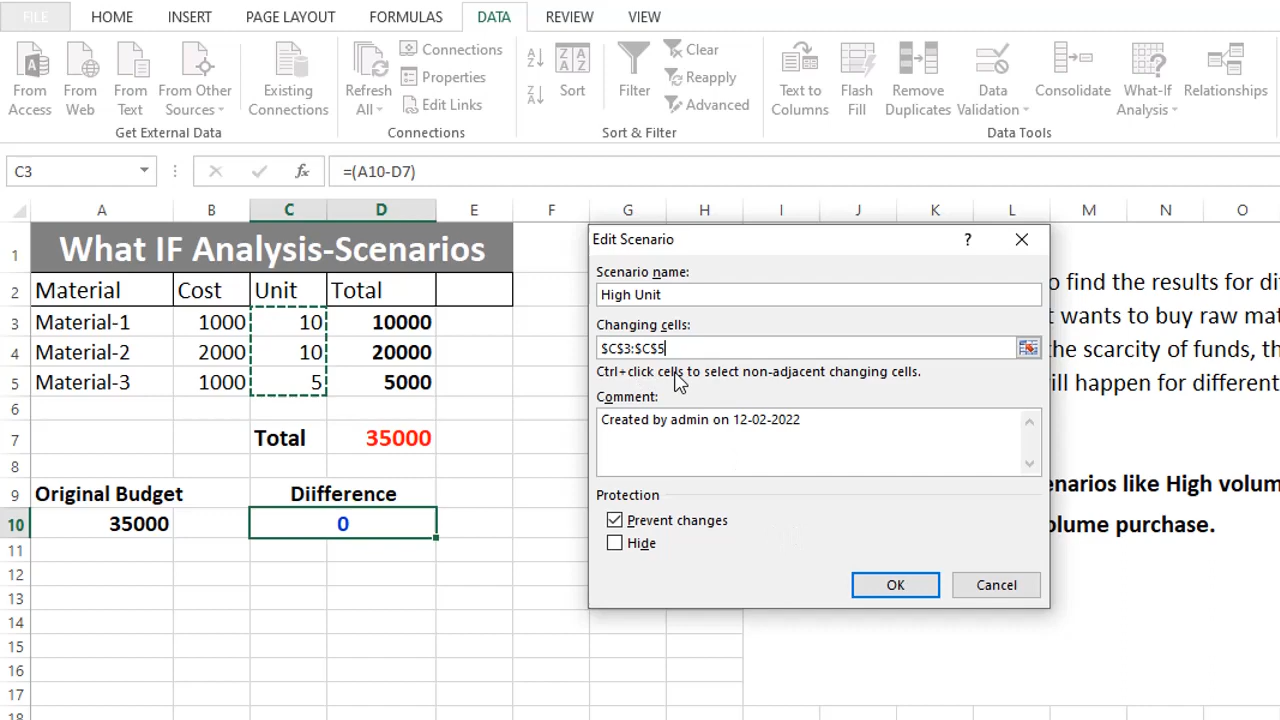 FILE HOME INSERT PAGE LAYOUT FORMULAS DATA REVIEW VIEW
From Access
From Web
From Text
From Other Sources
Existing Connections
Get External Data
Refresh All
Connections
Properties
Edit Links
Connections
Sort
Filter
Clear
Reapply
Advanced
Sort & Filter
Text to Columns
Flash Fill
Remove Duplicates
Data Validation
Consolidate
What-If Analysis
Relationships
Data Tools
C3 fx =(A10-D7)
A B C D E F G H I J K L M N O
1 What IF Analysis-Scenarios
2 Material Cost Unit Total
3 Material-1 1000 10 10000
4 Material-2 2000 10 20000
5 Material-3 1000 5 5000
6
7 Total 35000
8
9 Original Budget Diifference
10 35000 0
11
12
13
14
15
16
17
18
Edit Scenario ?
Scenario name:
High Unit
Changing cells:
$C$3:$C$5
Ctrl+click cells to select non-adjacent changing cells.
Comment:
Created by admin on 12-02-2022
Protection
Prevent changes
Hide
OK Cancel
o find the results for dif
t wants to buy raw mat
the scarcity of funds, th
ill happen for different
enarios like High volum
olume purchase.